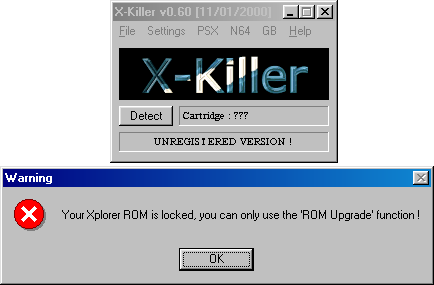 X-Killer v0.60 [11/01/2000]
File Settings PSX N64 GB Help
X-Killer
Detect Cartridge : ???
UNREGISTERED VERSION !
Warning
Your Xplorer ROM is locked, you can only use the 'ROM Upgrade' function !
OK